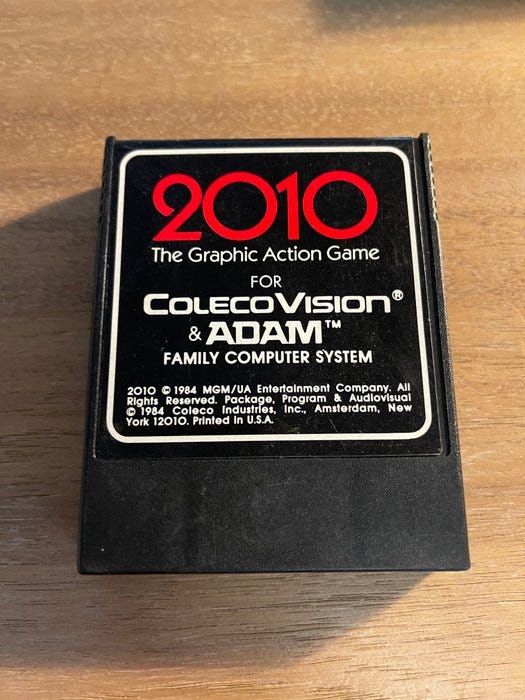 2010
The Graphic Action Game
FOR
COLECOVISION®
& ADAM™
FAMILY COMPUTER SYSTEM
2010 © 1984 MGM/UA Entertainment Company. All
Rights Reserved. Package, Program & Audiovisual
© 1984 Coleco Industries, Inc., Amsterdam, New
York 12010. Printed in U.S.A.